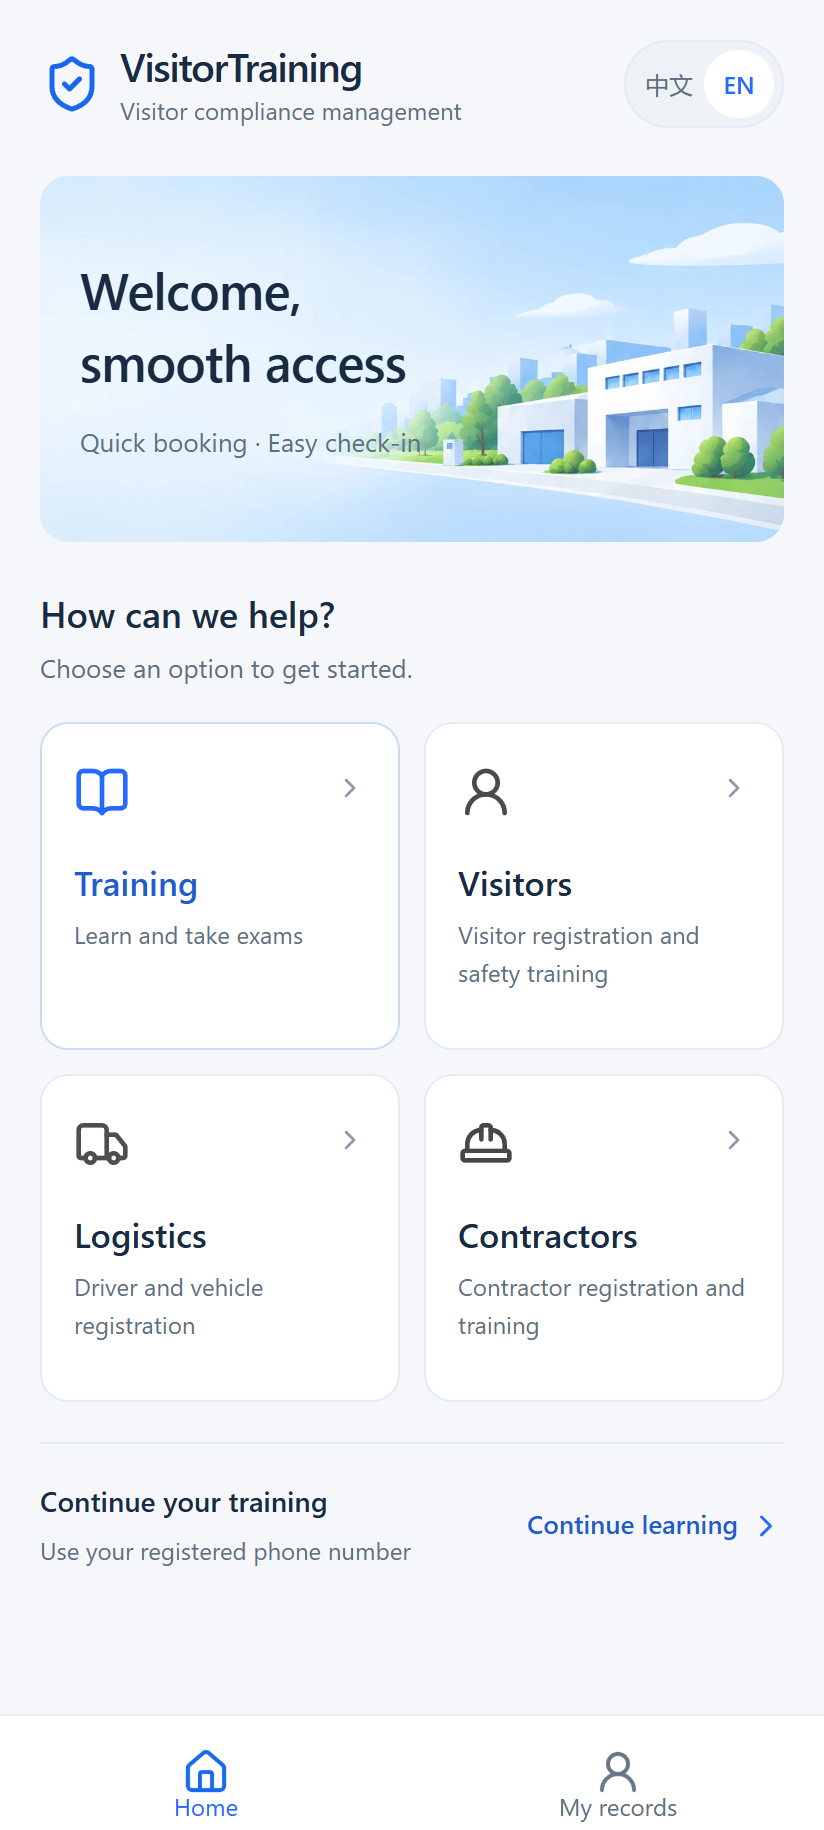 VisitorTraining
Visitor compliance management
中文 EN
Welcome,
smooth access
Quick booking · Easy check-in
How can we help?
Choose an option to get started.
Training
Learn and take exams
Visitors
Visitor registration and
safety training
Logistics
Driver and vehicle
registration
Contractors
Contractor registration and
training
Continue your training
Use your registered phone number
Continue learning
Home
My records